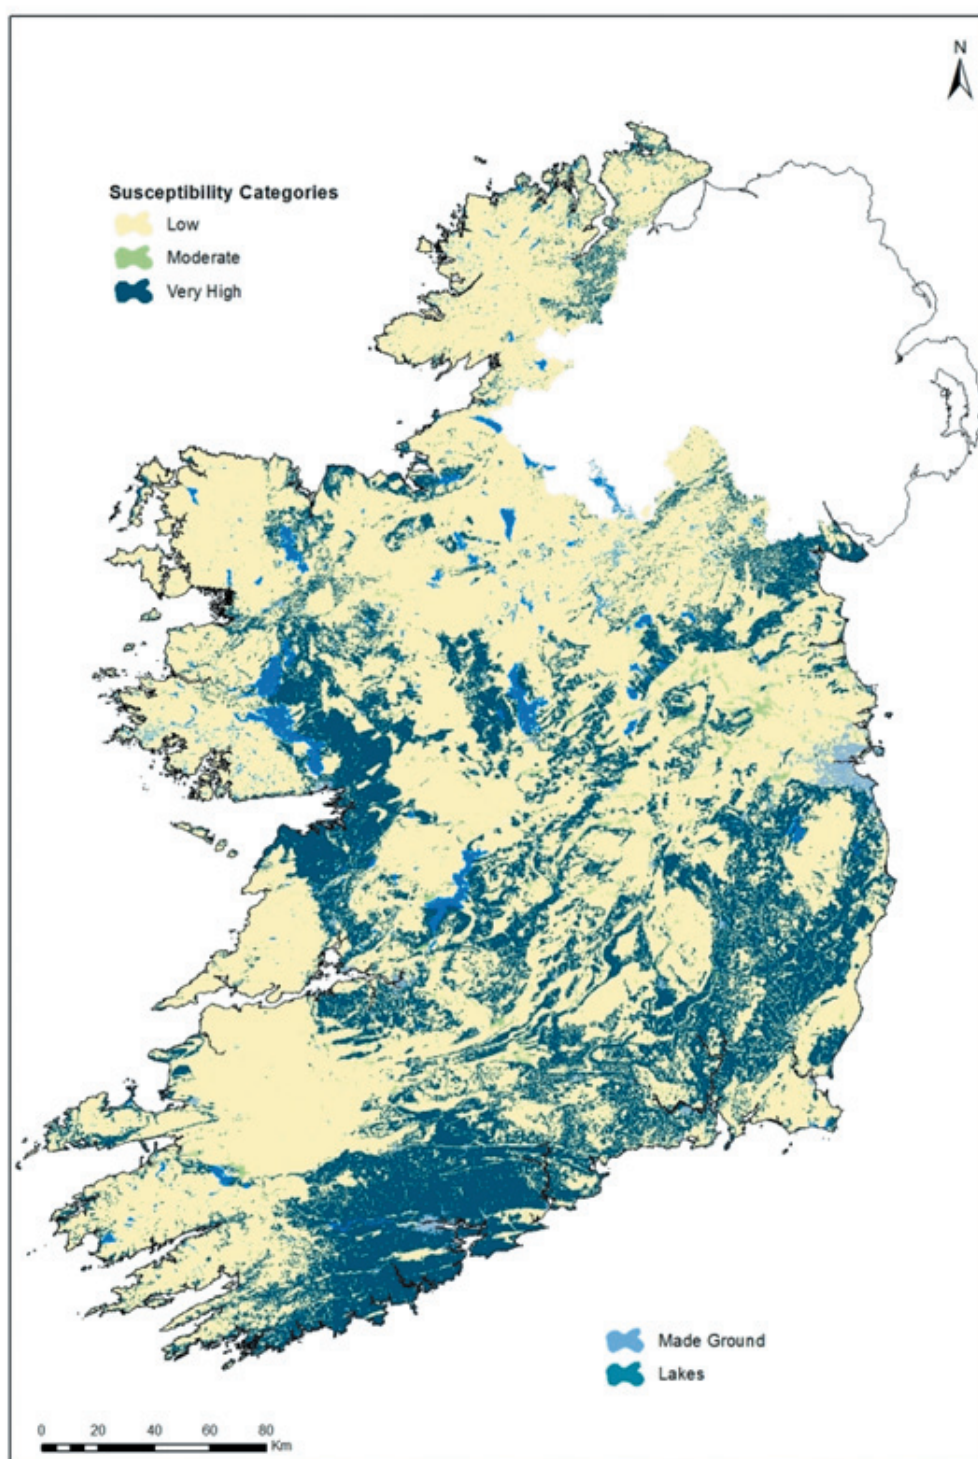 N
Susceptibility Categories
Low
Moderate
Very High
Made Ground
Lakes
0 20 40 60 80
Km